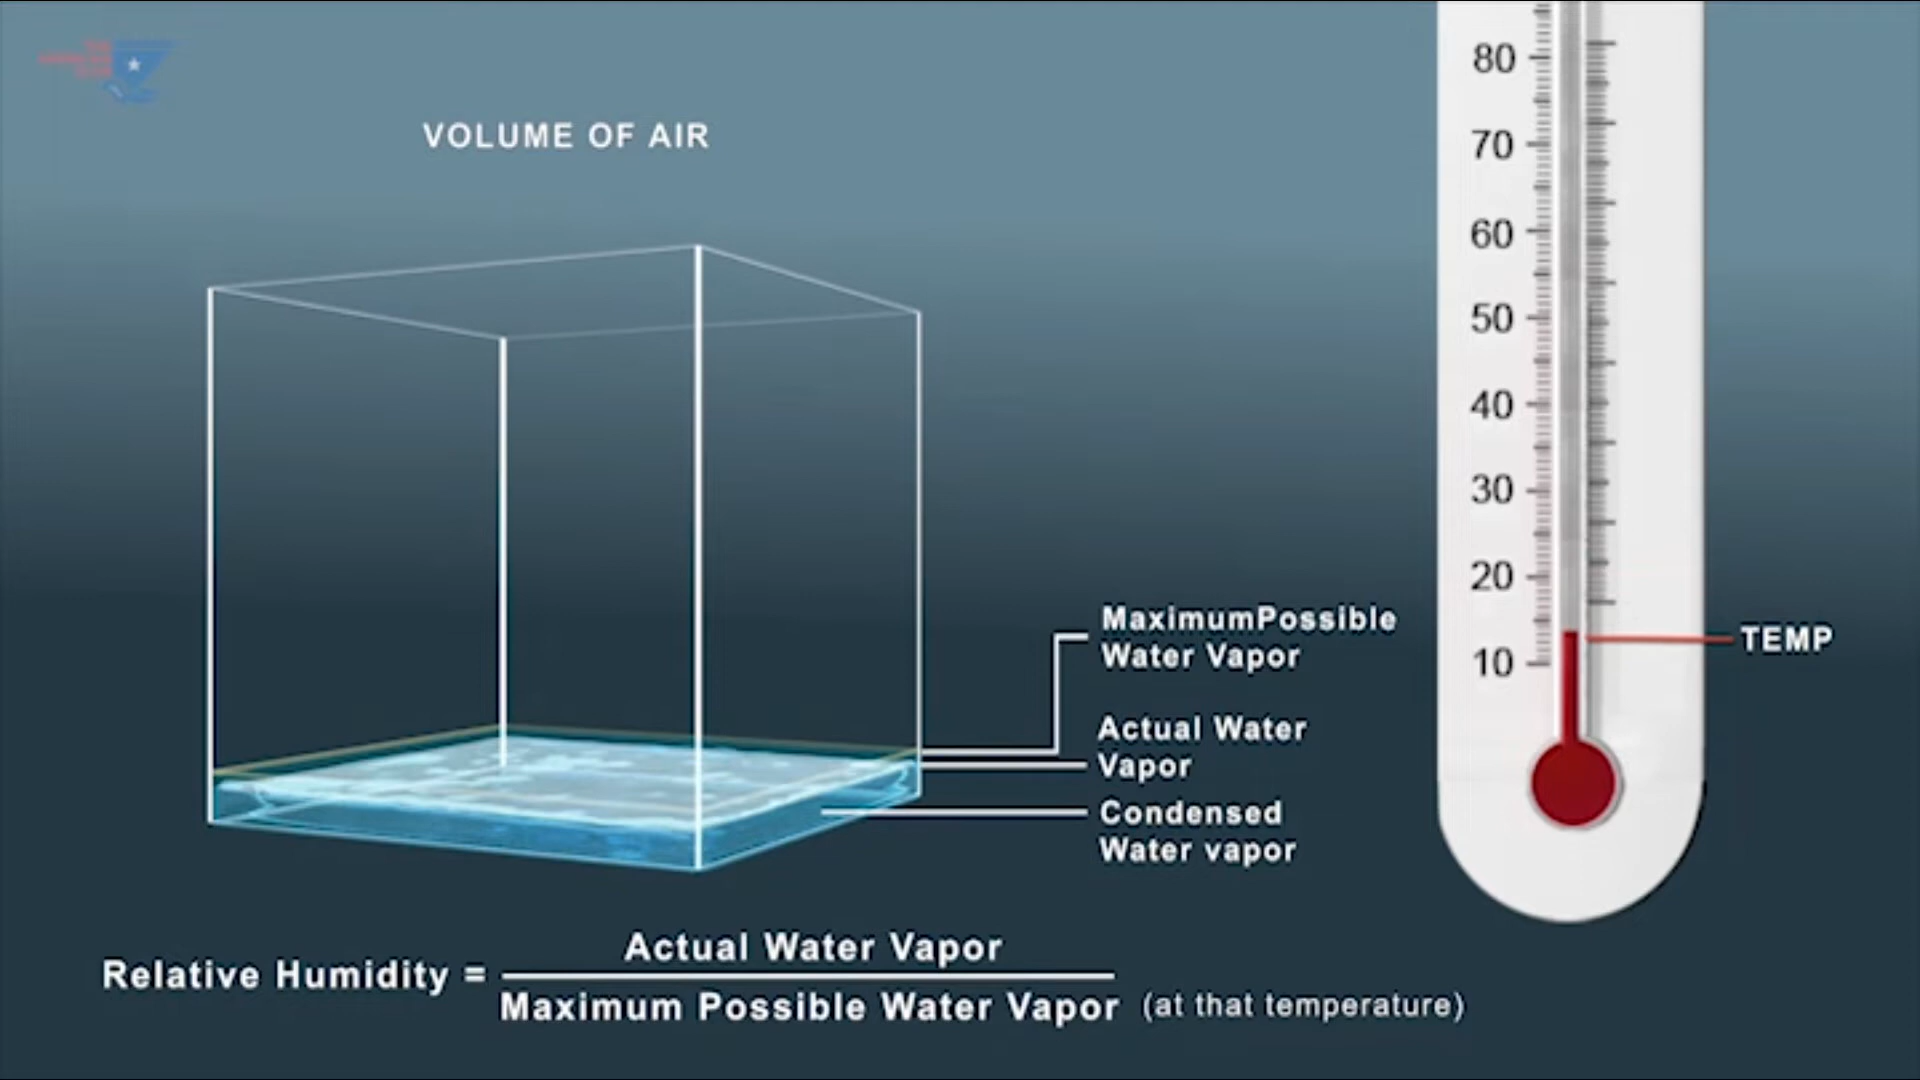 VOLUME OF AIR
80
70
60
50
40
30
20
10
TEMP
MaximumPossible
Water Vapor
Actual Water
Vapor
Condensed
Water vapor
Relative Humidity =
Actual Water Vapor
Maximum Possible Water Vapor (at that temperature)